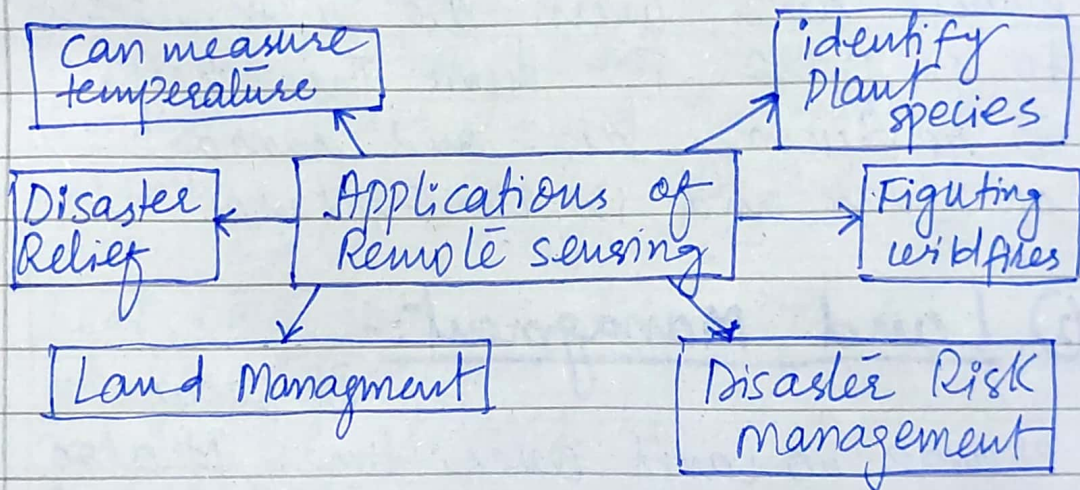 Can measure
temperature
identify
Plant
species
Disaster
Relief
Applications of
Remote sensing
Figuting
wildfires
Land Managment
Disaster Risk
management